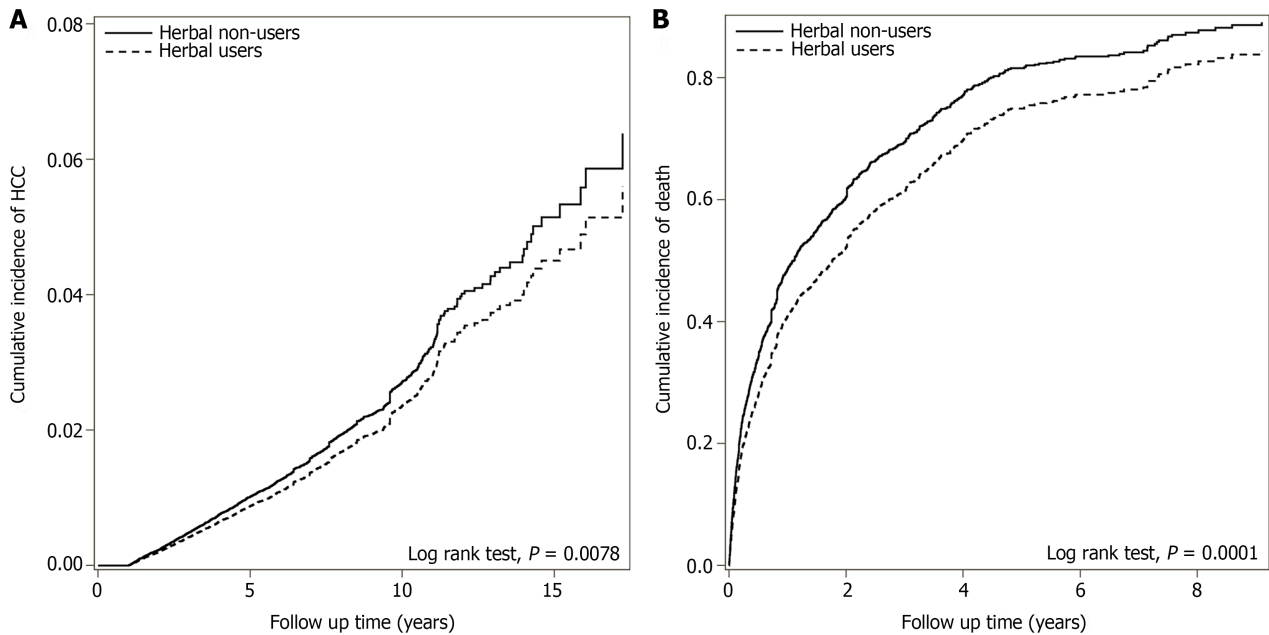 A
Herbal non-users
Herbal users
Cumulative incidence of HCC
0.08
0.06
0.04
0.02
0.00
Log rank test, P = 0.0078
0 5 10 15
Follow up time (years)
B
Herbal non-users
Herbal users
Cumulative incidence of death
0.8
0.6
0.4
0.2
0.0
Log rank test, P = 0.0001
0 2 4 6 8
Follow up time (years)